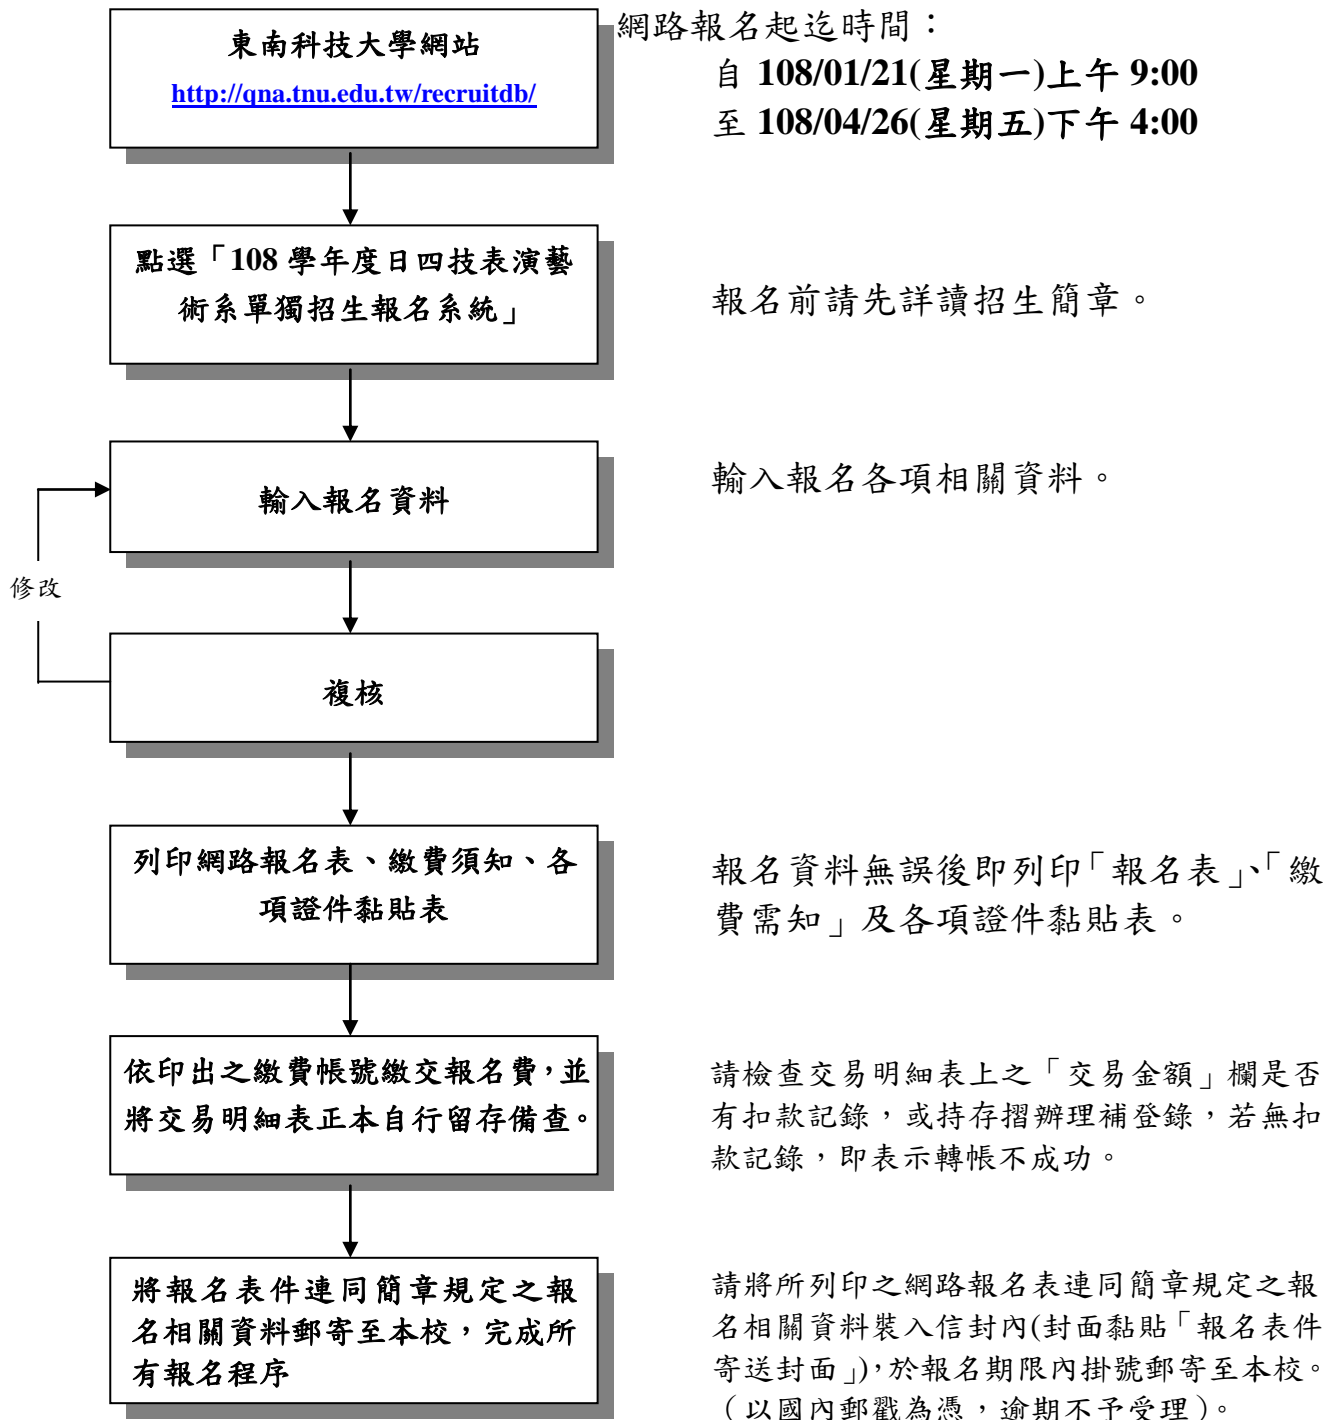 東南科技大學網站
http://qna.tnu.edu.tw/recruitdb/
網路報名起迄時間：
自 108/01/21(星期一)上午 9:00
至 108/04/26(星期五)下午 4:00
點選「108 學年度日四技表演藝
術系單獨招生報名系統」
報名前請先詳讀招生簡章。
輸入報名資料
輸入報名各項相關資料。
修改
複核
列印網路報名表、繳費須知、各
項證件黏貼表
報名資料無誤後即列印「報名表」、「繳
費需知」及各項證件黏貼表。
依印出之繳費帳號繳交報名費，並
將交易明細表正本自行留存備查。
請檢查交易明細表上之「交易金額」欄是否
有扣款記錄，或持存摺辦理補登錄，若無扣
款記錄，即表示轉帳不成功。
將報名表件連同簡章規定之報
名相關資料郵寄至本校，完成所
有報名程序
請將所列印之網路報名表連同簡章規定之報
名相關資料裝入信封內(封面黏貼「報名表件
寄送封面」)，於報名期限內掛號郵寄至本校。
（以國內郵戳為憑，逾期不予受理）。